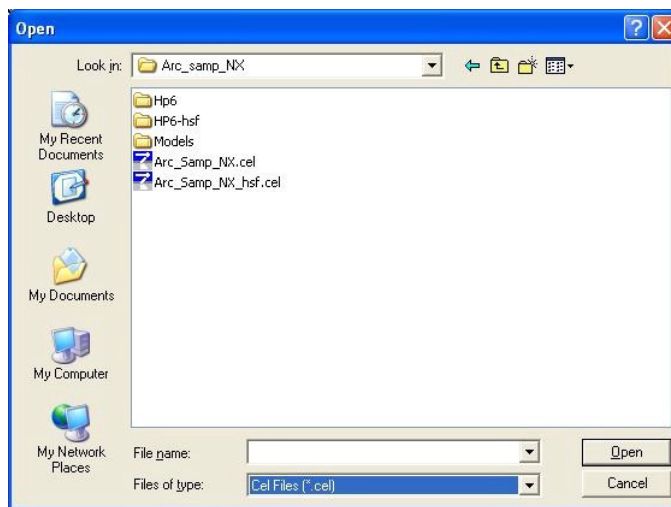 Open
Look in: Arc_samp_NX
My Recent
Documents
Desktop
My Documents
My Computer
My Network
Places
Hp6
HP6-hsf
Models
Arc_Samp_NX.cel
Arc_Samp_NX_hsf.cel
File name:
Open
Files of type: Cel Files (*.cel)
Cancel